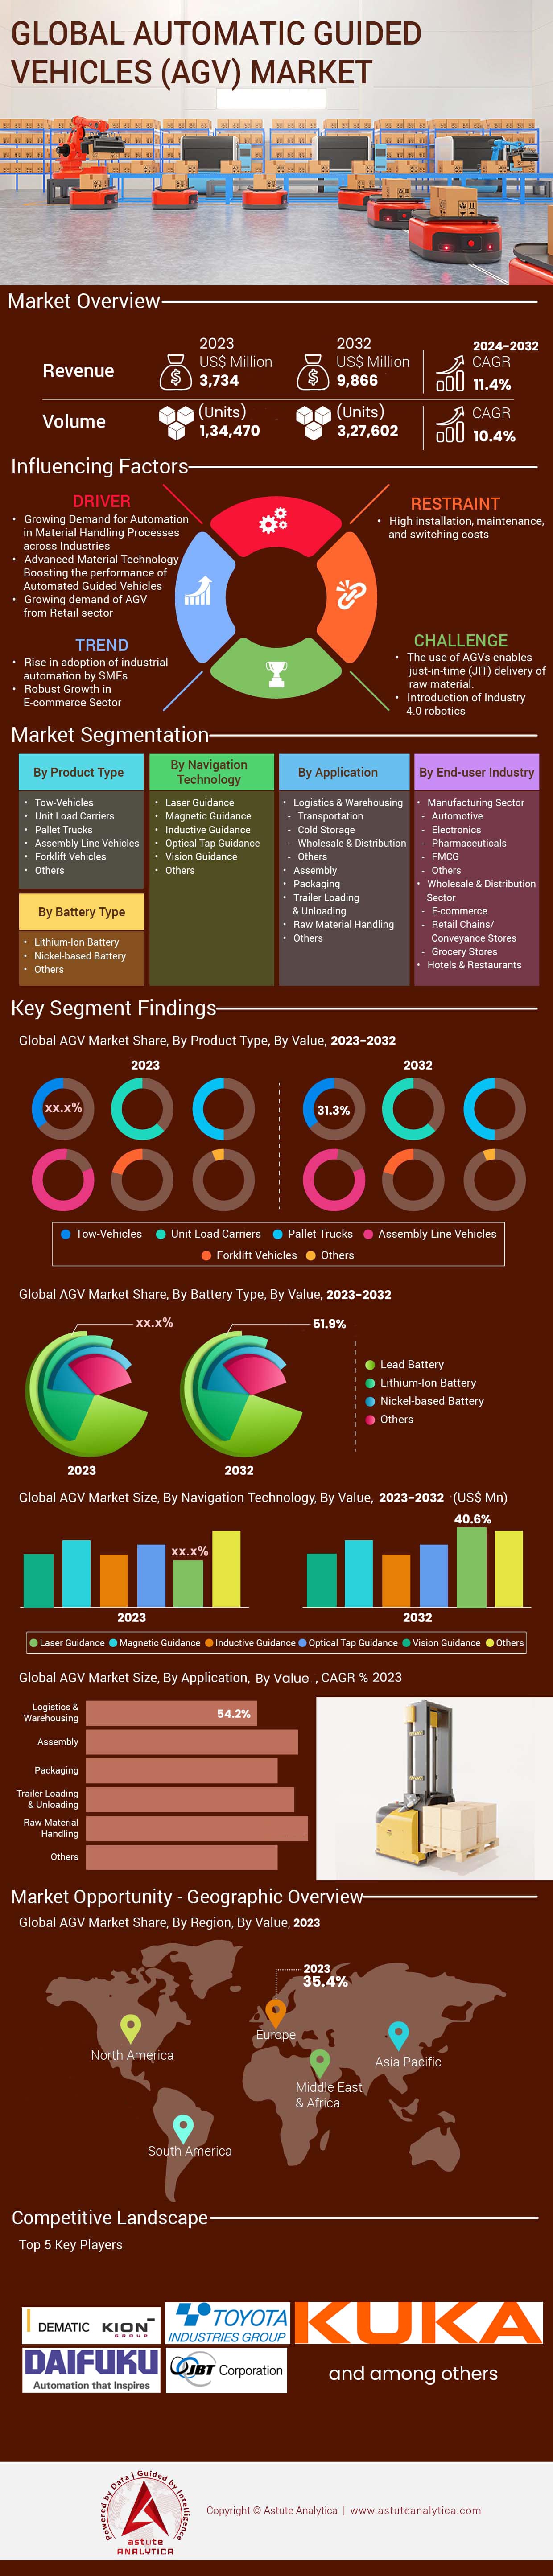 GLOBAL AUTOMATIC GUIDED
VEHICLES (AGV) MARKET
Market Overview
2023
2032
2024-2032
Revenue
US$ Million
3,734
US$ Million
9,866
CAGR
11.4%
Volume
(Units)
1,34,470
(Units)
3,27,602
CAGR
10.4%
Influencing Factors
DRIVER
• Growing Demand for Automation
in Material Handling Processes
across Industries
• Advanced Material Technology
Boosting the performance of
Automated Guided Vehicles
• Growing demand of AGV
from Retail sector
RESTRAINT
• High installation, maintenance,
and switching costs
TREND
• Rise in adoption of industrial
automation by SMEs
• Robust Growth in
E-commerce Sector
CHALLENGE
• The use of AGVs enables
just-in-time (JIT) delivery of
raw material.
• Introduction of Industry
4.0 robotics
Market Segmentation
By Product Type
• Tow-Vehicles
• Unit Load Carriers
• Pallet Trucks
• Assembly Line Vehicles
• Forklift Vehicles
• Others
By Battery Type
• Lithium-Ion Battery
• Nickel-based Battery
• Others
By Navigation
Technology
• Laser Guidance
• Magnetic Guidance
• Inductive Guidance
• Optical Tap Guidance
• Vision Guidance
• Others
By Application
• Logistics & Warehousing
- Transportation
- Cold Storage
- Wholesale & Distribution
- Others
• Assembly
• Packaging
• Trailer Loading
& Unloading
• Raw Material Handling
• Others
By End-user Industry
• Manufacturing Sector
- Automotive
- Electronics
- Pharmaceuticals
- FMCG
- Others
• Wholesale & Distribution
Sector
- E-commerce
- Retail Chains/
Conveyance Stores
- Grocery Stores
• Hotels & Restaurants
Key Segment Findings
Global AGV Market Share, By Product Type, By Value, 2023-2032
2023
2032
xx.x%
31.3%
Tow-Vehicles
Unit Load Carriers
Pallet Trucks
Assembly Line Vehicles
Forklift Vehicles
Others
Global AGV Market Share, By Battery Type, By Value, 2023-2032
xx.x%
51.9%
Lead Battery
Lithium-Ion Battery
Nickel-based Battery
Others
2023
2032
Global AGV Market Size, By Navigation Technology, By Value, 2023-2032 (US$ Mn)
xx.x%
40.6%
2023
2032
Laser Guidance
Magnetic Guidance
Inductive Guidance
Optical Tap Guidance
Vision Guidance
Others
Global AGV Market Size, By Application, By Value , CAGR % 2023
Logistics &
Warehousing
54.2%
Assembly
Packaging
Trailer Loading
& Unloading
Raw Material
Handling
Others
Market Opportunity - Geographic Overview
Global AGV Market Share, By Region, By Value, 2023
2023
35.4%
Europe
North America
Asia Pacific
Middle East
& Africa
South America
Competitive Landscape
Top 5 Key Players
DEMATIC
KION
GROUP
TOYOTA
INDUSTRIES GROUP
KUKA
DAIFUKU
Automation that Inspires
JBT Corporation
and among others
Powered by Data | Guided by Intelligence
astute
ANALYTICA
Copyright © Astute Analytica | www.astuteanalytica.com